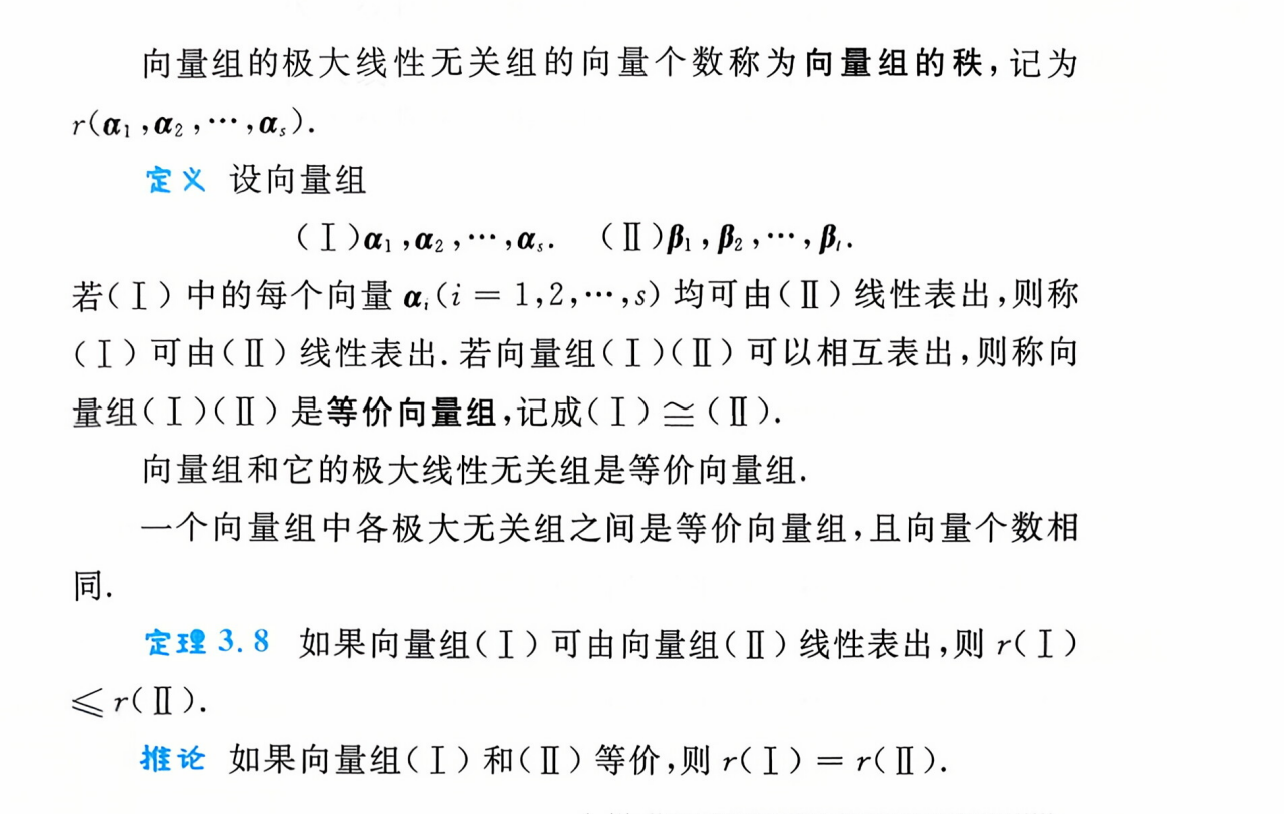 向量组的极大线性无关组的向量个数称为向量组的秩,记为
r(α₁,α₂,⋯,αₛ).
定义 设向量组
(Ⅰ)α₁,α₂,⋯,αₛ. (Ⅱ)β₁,β₂,⋯,βₜ.
若(Ⅰ)中的每个向量 αᵢ(i = 1,2,⋯,s) 均可由(Ⅱ)线性表出,则称
(Ⅰ)可由(Ⅱ)线性表出.若向量组(Ⅰ)(Ⅱ)可以相互表出,则称向
量组(Ⅰ)(Ⅱ)是等价向量组,记成(Ⅰ)≌(Ⅱ).
向量组和它的极大线性无关组是等价向量组.
一个向量组中各极大无关组之间是等价向量组,且向量个数相
同.
定理 3.8 如果向量组(Ⅰ)可由向量组(Ⅱ)线性表出,则 r(Ⅰ)
⩽ r(Ⅱ).
推论 如果向量组(Ⅰ)和(Ⅱ)等价,则 r(Ⅰ) = r(Ⅱ).